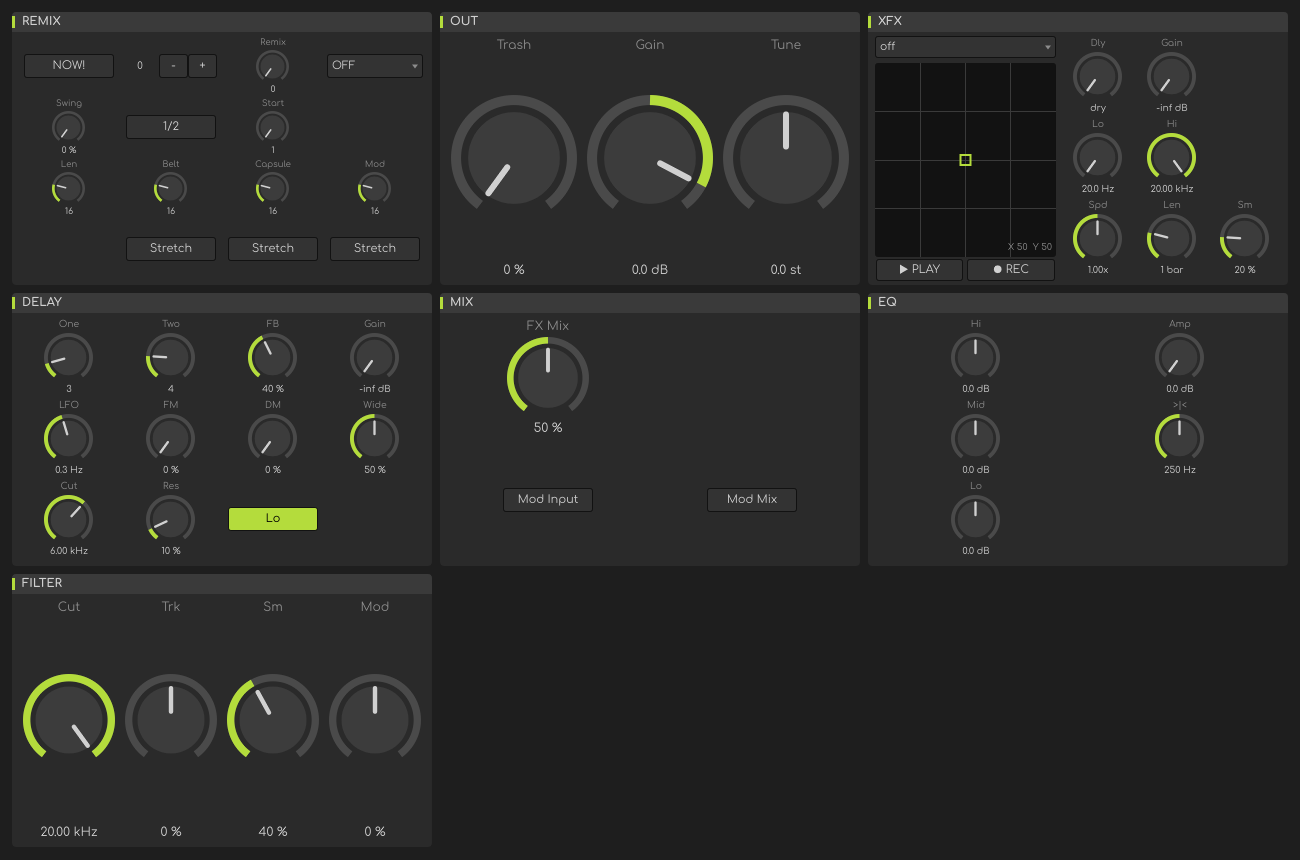 REMIX
NOW!
0
-
+
Remix
0
OFF
Swing
0 %
1/2
Start
1
Len
16
Belt
16
Capsule
16
Mod
16
Stretch
Stretch
Stretch
OUT
Trash
Gain
Tune
0 %
0.0 dB
0.0 st
XFX
off
X 50 Y 50
PLAY
REC
Dly
dry
Gain
-inf dB
Lo
20.0 Hz
Hi
20.00 kHz
Spd
1.00x
Len
1 bar
Sm
20 %
DELAY
One
3
Two
4
FB
40 %
Gain
-inf dB
LFO
0.3 Hz
FM
0 %
DM
0 %
Wide
50 %
Cut
6.00 kHz
Res
10 %
Lo
MIX
FX Mix
50 %
Mod Input
Mod Mix
EQ
Hi
0.0 dB
Amp
0.0 dB
Mid
0.0 dB
>|<
250 Hz
Lo
0.0 dB
FILTER
Cut
Trk
Sm
Mod
20.00 kHz
0 %
40 %
0 %